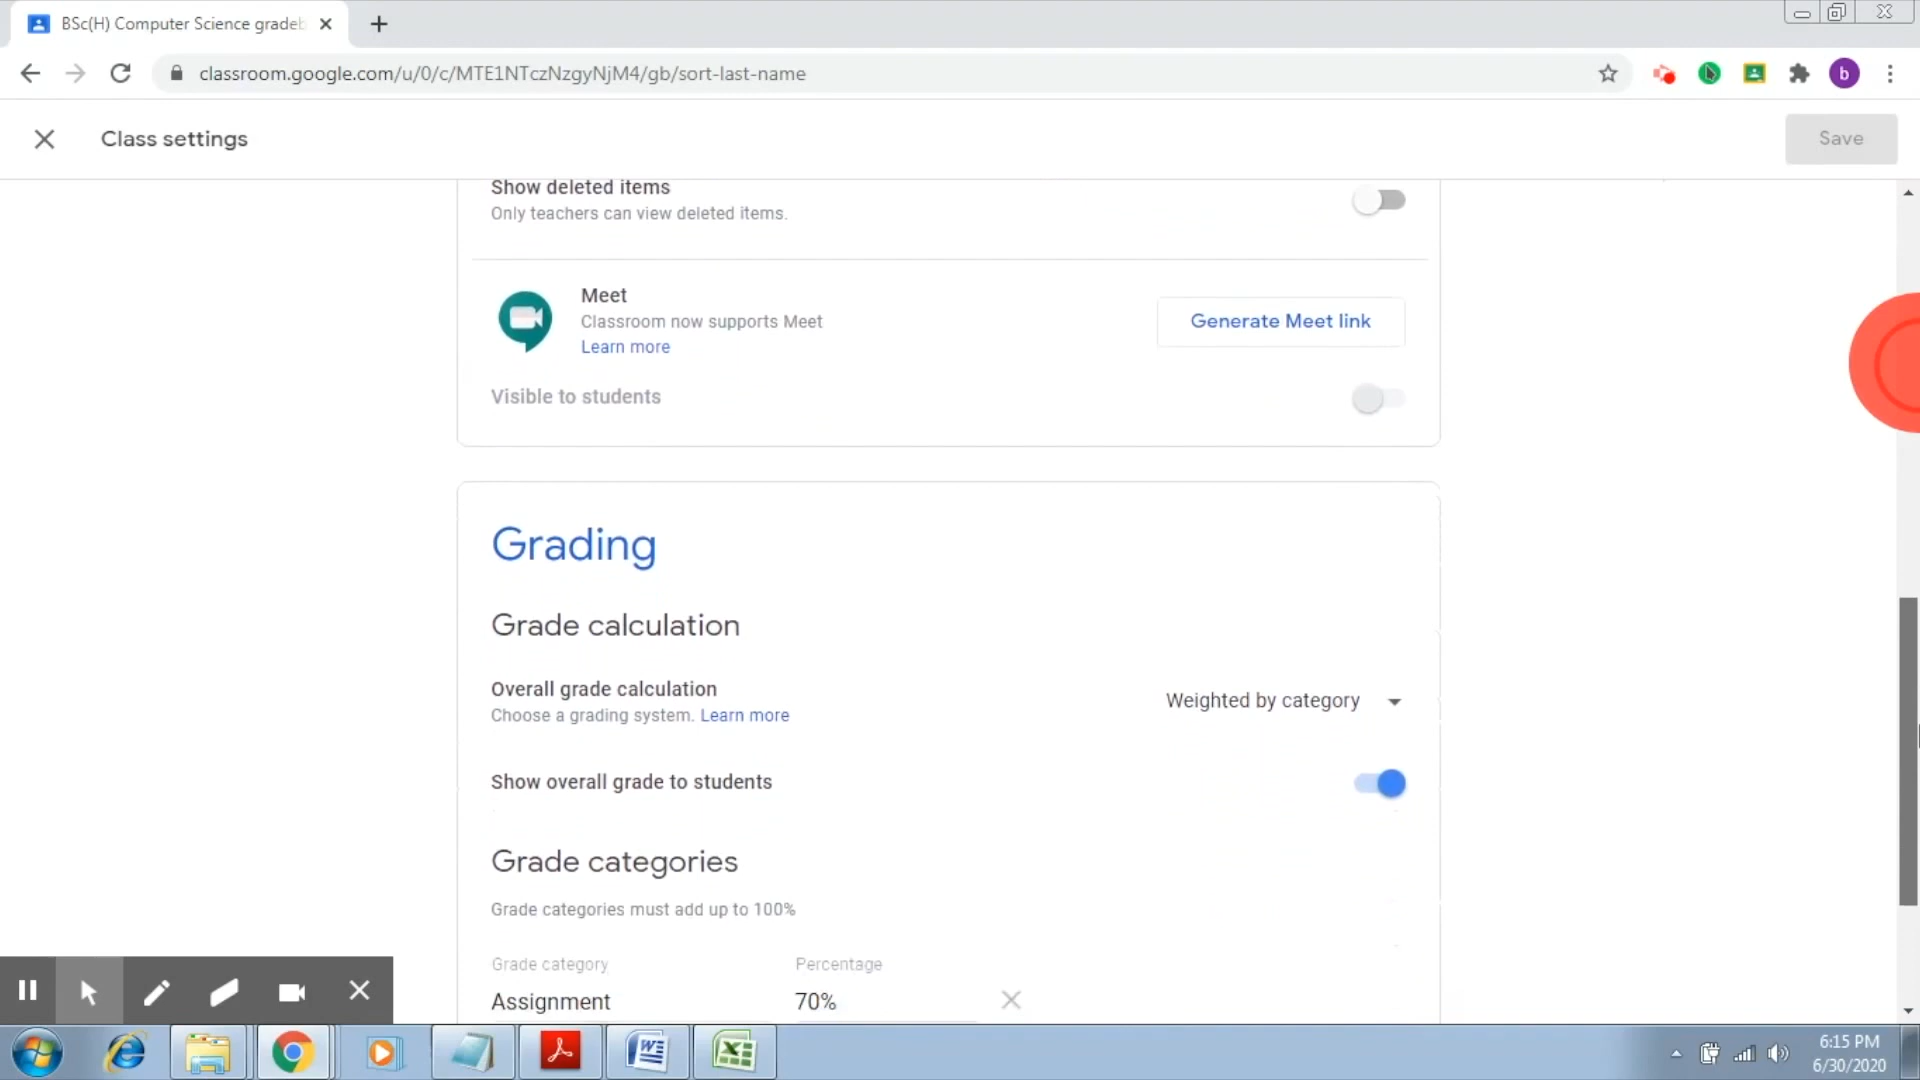 BSc(H) Computer Science gradeb
classroom.google.com/u/0/c/MTE1NTczNzgyNjM4/gb/sort-last-name
b
Class settings
Save
Show deleted items
Only teachers can view deleted items.
Meet
Classroom now supports Meet
Learn more
Generate Meet link
Visible to students
Grading
Grade calculation
Overall grade calculation
Choose a grading system. Learn more
Weighted by category
Show overall grade to students
Grade categories
Grade categories must add up to 100%
Grade category Percentage
Assignment 70%
6:15 PM
6/30/2020